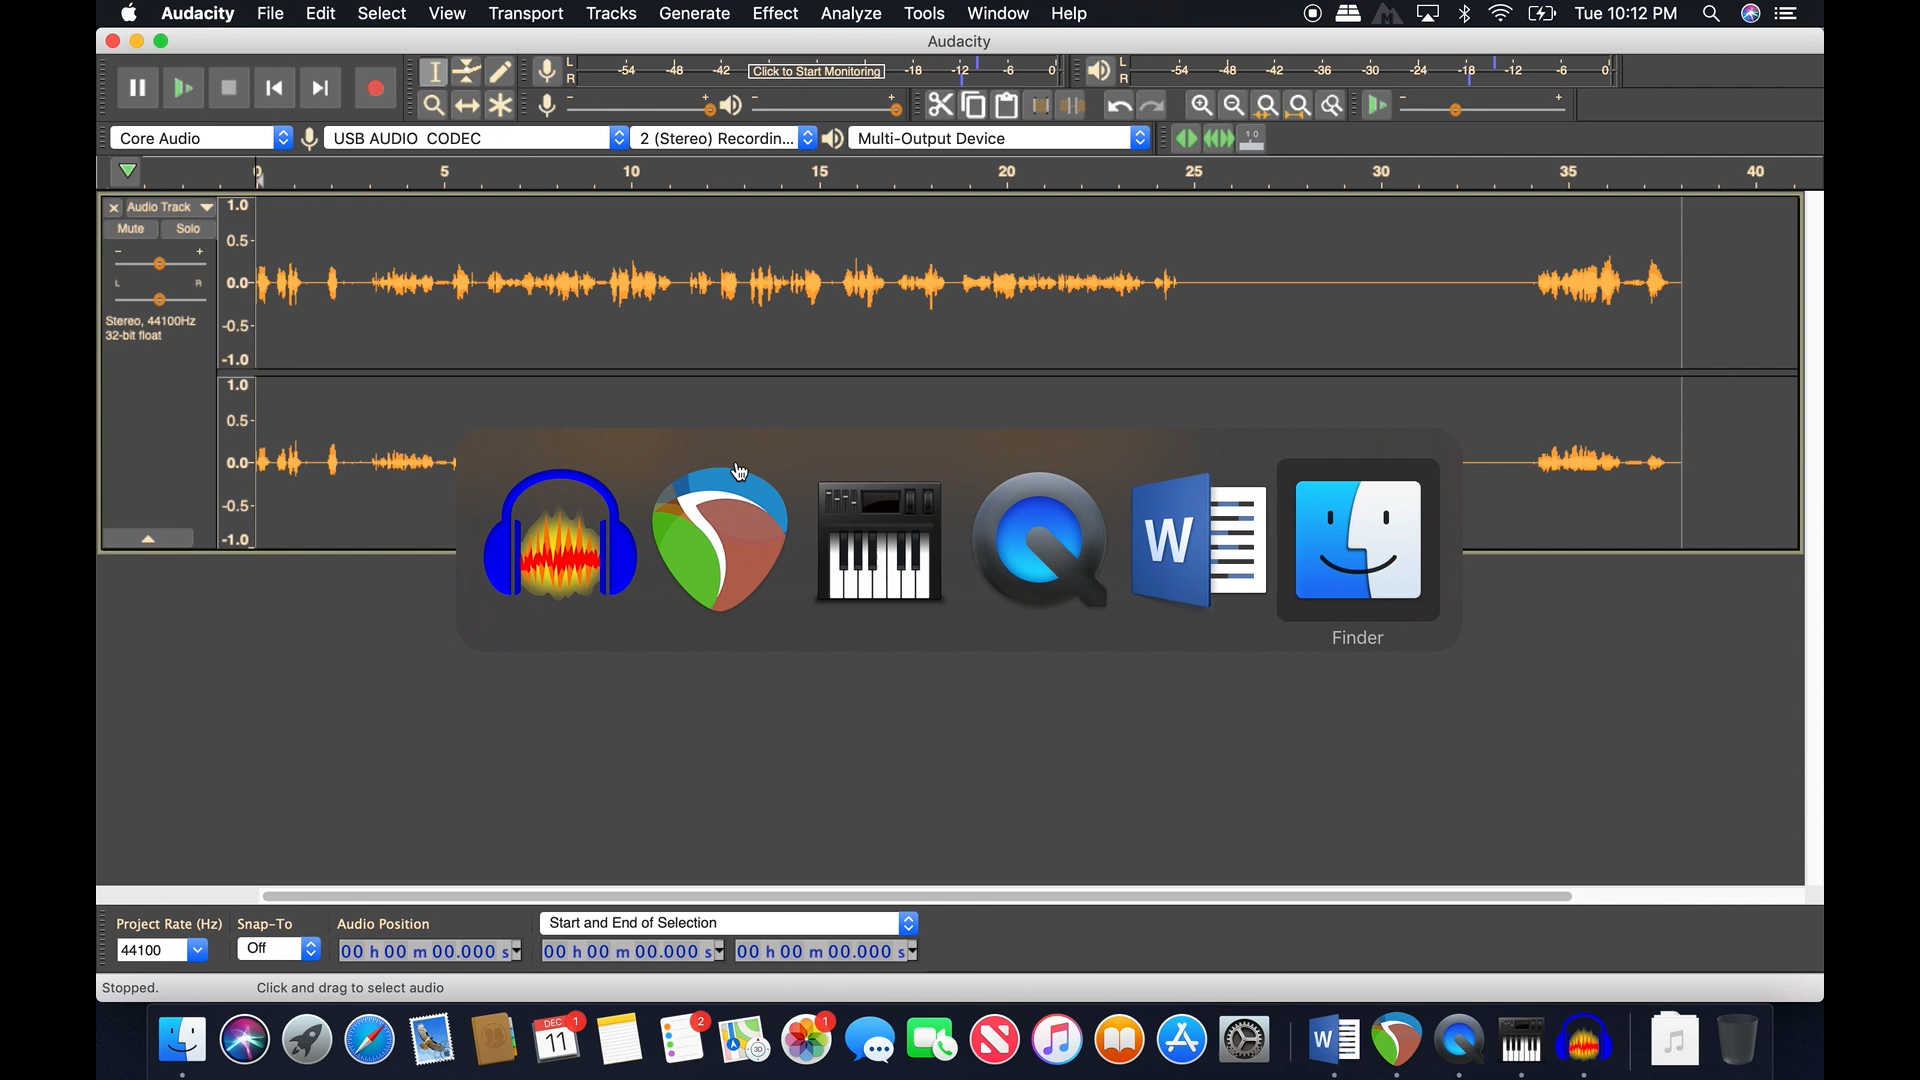 Audacity File Edit Select View Transport Tracks Generate Effect Analyze Tools Window Help Tue 10:12 PM
Audacity
L R -54 -48 -42 Click to Start Monitoring -18 -12 -6 0 L R -54 -48 -42 -36 -30 -24 -18 -12 -6 0
- + - + - +
Core Audio USB AUDIO CODEC 2 (Stereo) Recordin... Multi-Output Device
0 5 10 15 20 25 30 35 40
Audio Track 1.0
Mute Solo
- + 0.5
L R 0.0
Stereo, 44100Hz -0.5
32-bit float
-1.0
1.0
0.5
0.0
-0.5
-1.0
W
Finder
Project Rate (Hz) Snap-To Audio Position Start and End of Selection
44100 Off 00 h 00 m 00.000 s 00 h 00 m 00.000 s 00 h 00 m 00.000 s
Stopped. Click and drag to select audio
DEC 11 1 2 3D 1 W